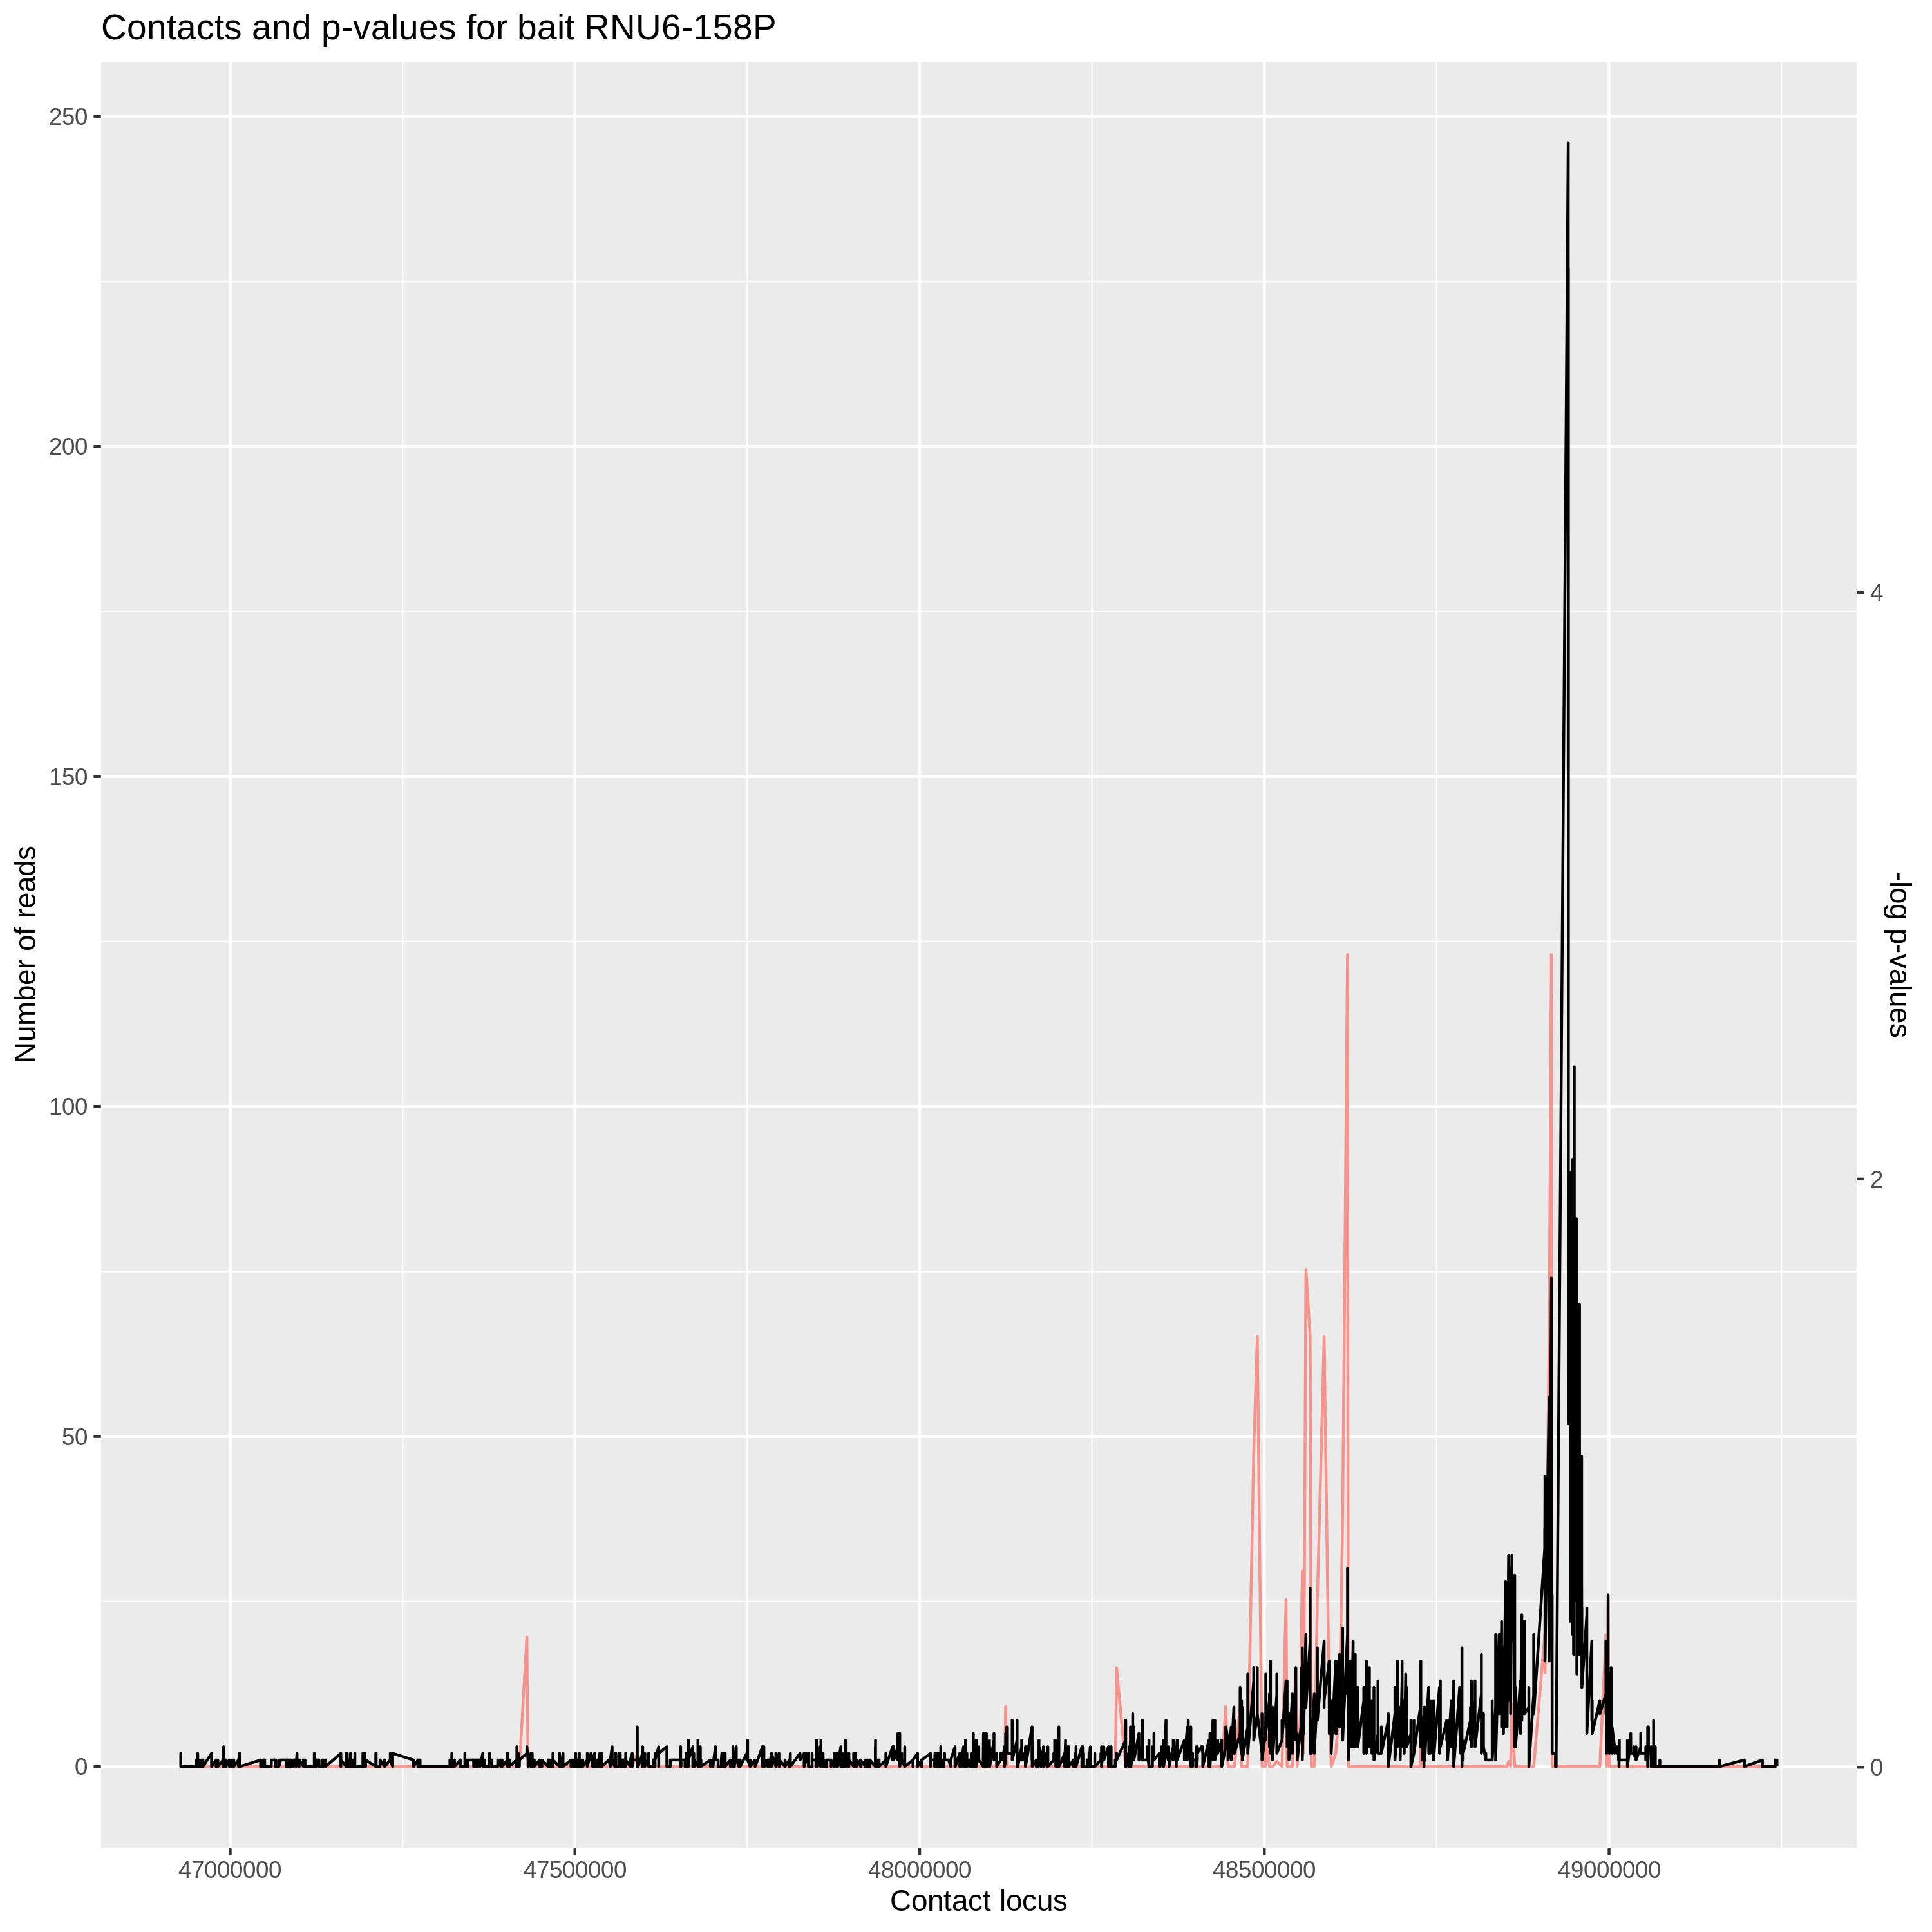 Contacts and p-values for bait RNU6-158P
250
200
150
100
50
0
Number of reads
4
2
0
-log p-values
47000000 47500000 48000000 48500000 49000000
Contact locus